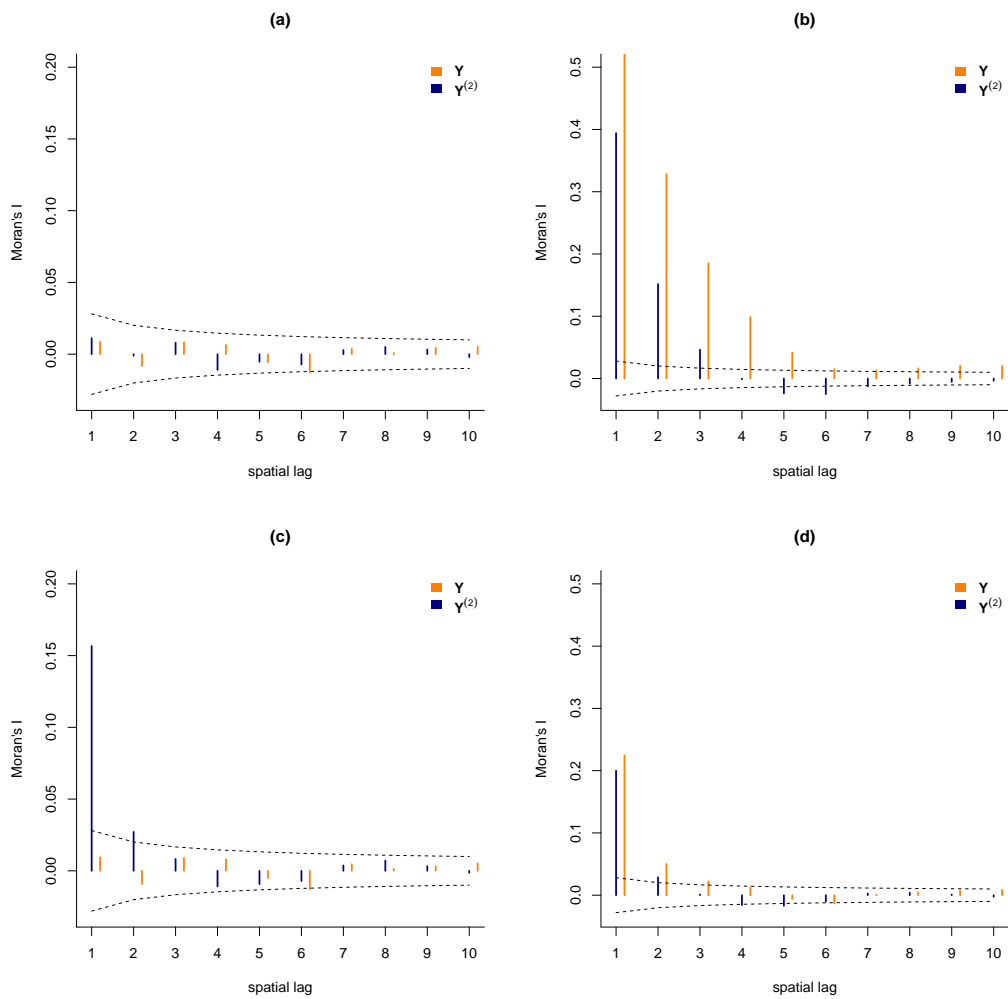 (a)
Y
Y(2)
0.20
0.15
0.10
0.05
0.00
Moran's I
1 2 3 4 5 6 7 8 9 10
spatial lag
(b)
Y
Y(2)
0.5
0.4
0.3
0.2
0.1
0.0
Moran's I
1 2 3 4 5 6 7 8 9 10
spatial lag
(c)
Y
Y(2)
0.20
0.15
0.10
0.05
0.00
Moran's I
1 2 3 4 5 6 7 8 9 10
spatial lag
(d)
Y
Y(2)
0.5
0.4
0.3
0.2
0.1
0.0
Moran's I
1 2 3 4 5 6 7 8 9 10
spatial lag